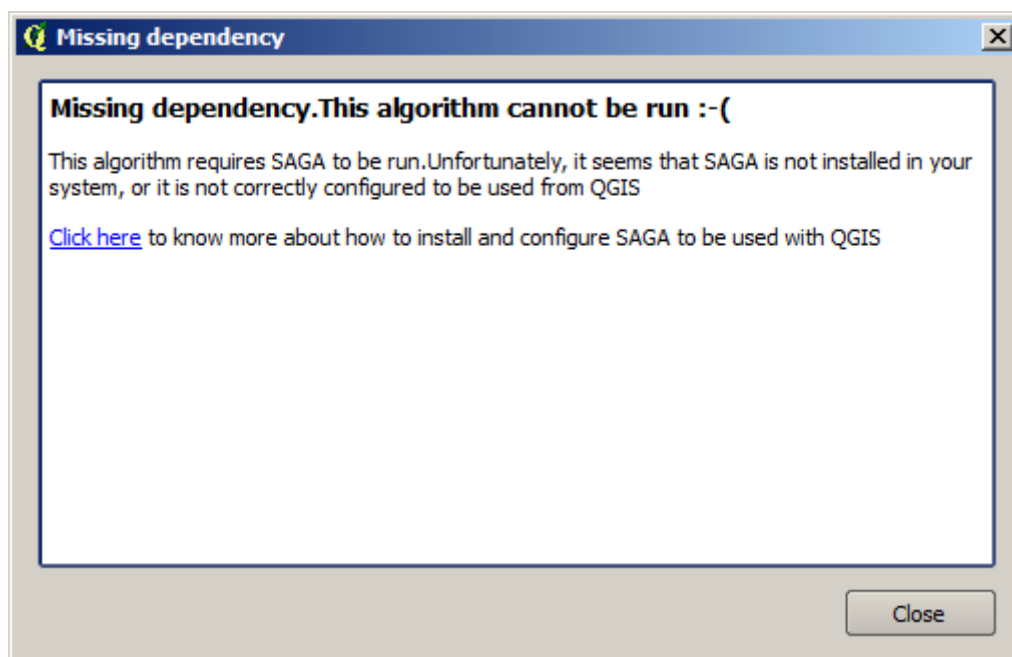 Missing dependency
Missing dependency.This algorithm cannot be run :-(
This algorithm requires SAGA to be run.Unfortunately, it seems that SAGA is not installed in your
system, or it is not correctly configured to be used from QGIS
Click here to know more about how to install and configure SAGA to be used with QGIS
Close